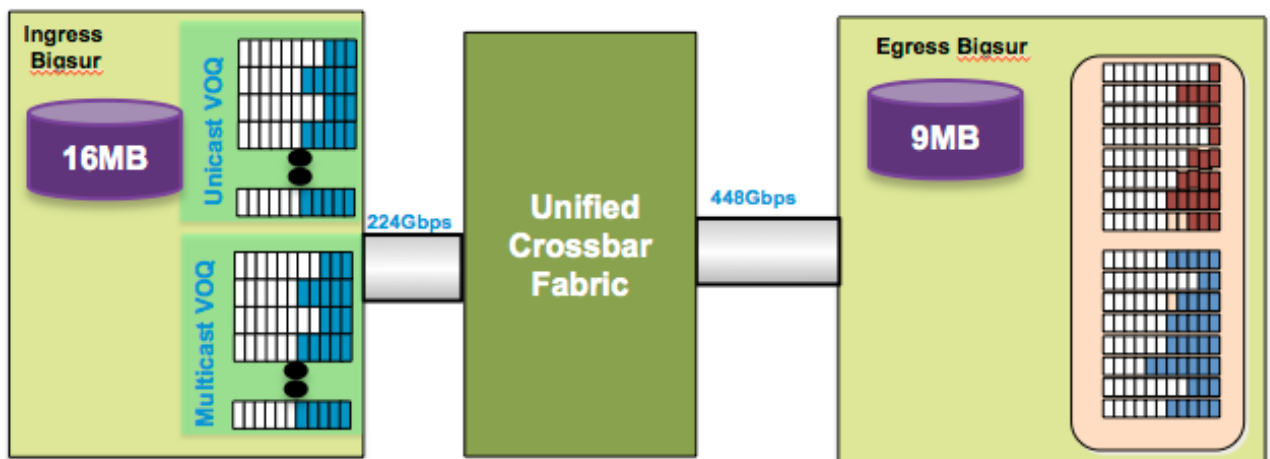 Ingress
Bigsur
16MB
Unicast VOQ
Multicast VOQ
224Gbps
Unified
Crossbar
Fabric
448Gbps
Egress Bigsur
9MB